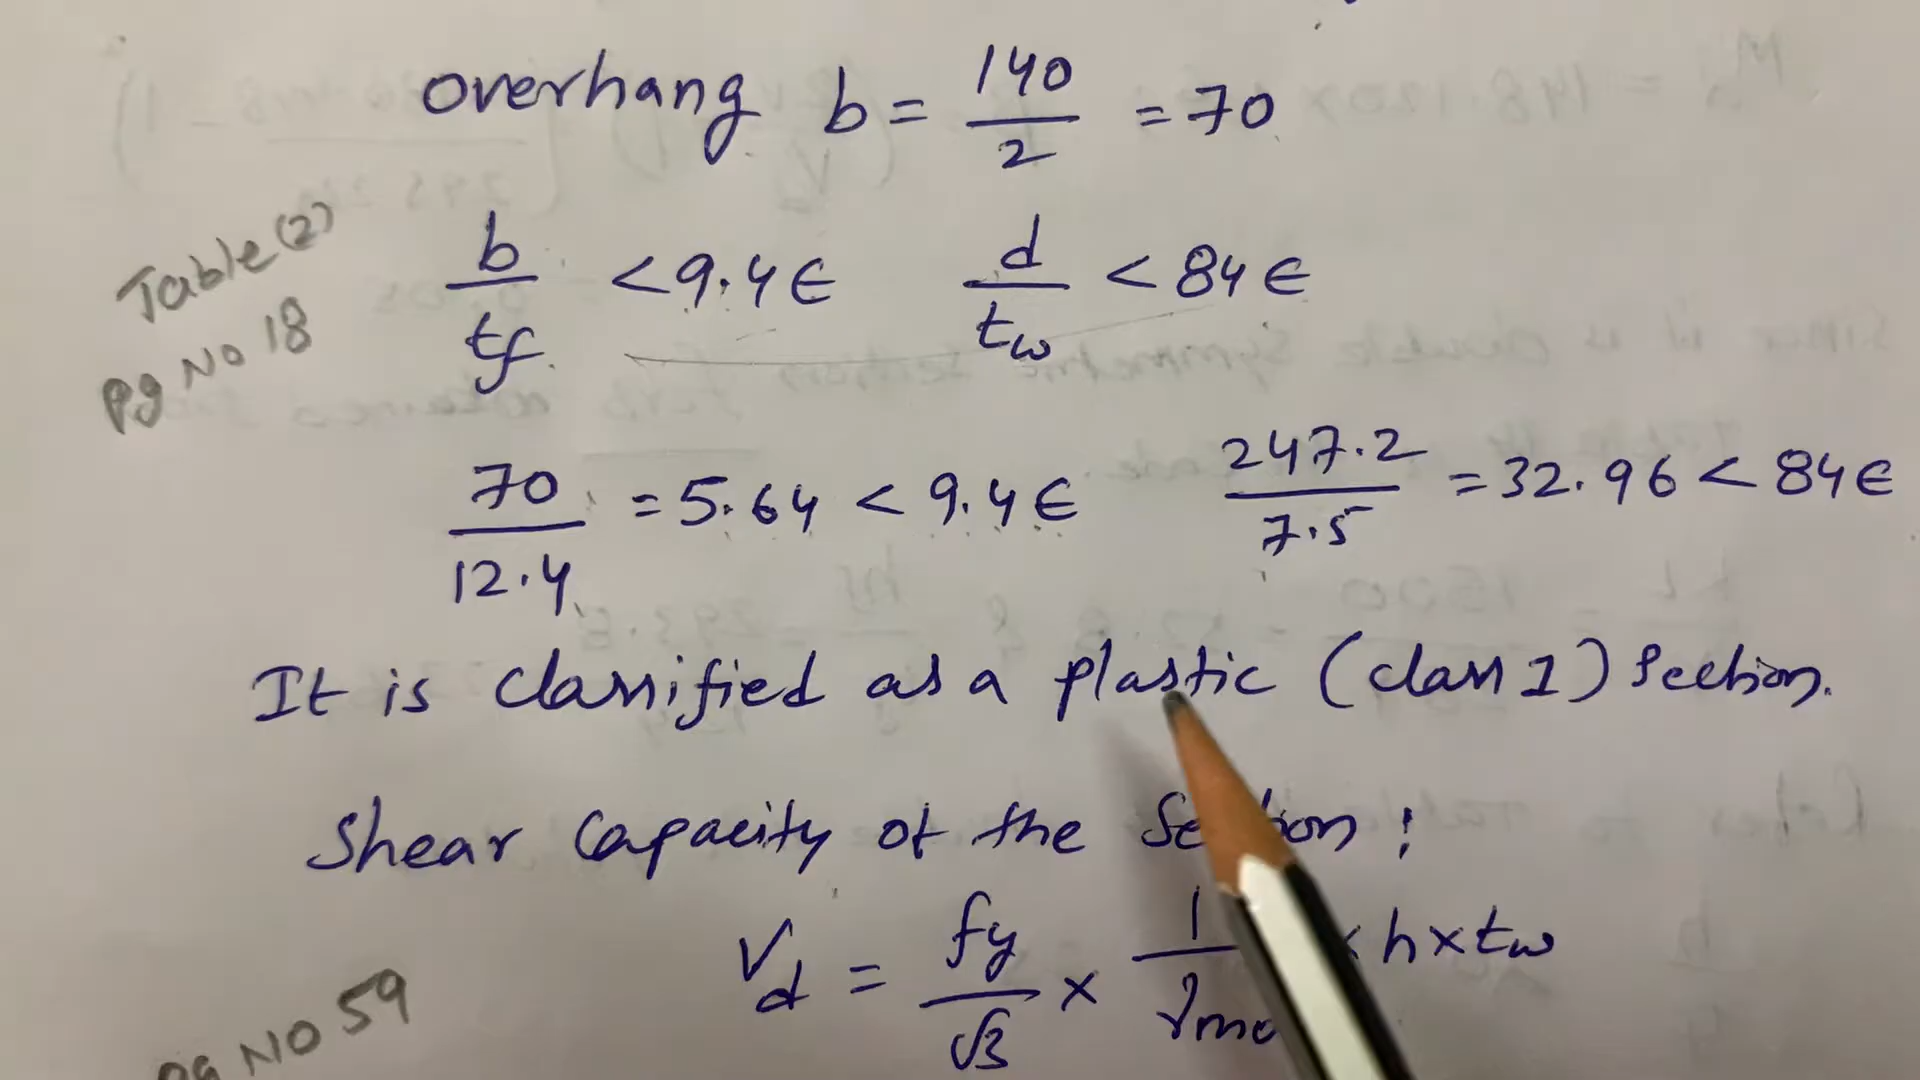 overhang b = 140/2 = 70
Table (2)
Pg No 18
b/tf < 9.4 ∈ d/tw < 84 ∈
70/12.4 = 5.64 < 9.4 ∈ 247.2/7.5 = 32.96 < 84 ∈
It is classified as a plastic (class 1) section.
Shear capacity of the section :
Vd = fy/√3 × 1/γmo × h × tw
Pg NO 59